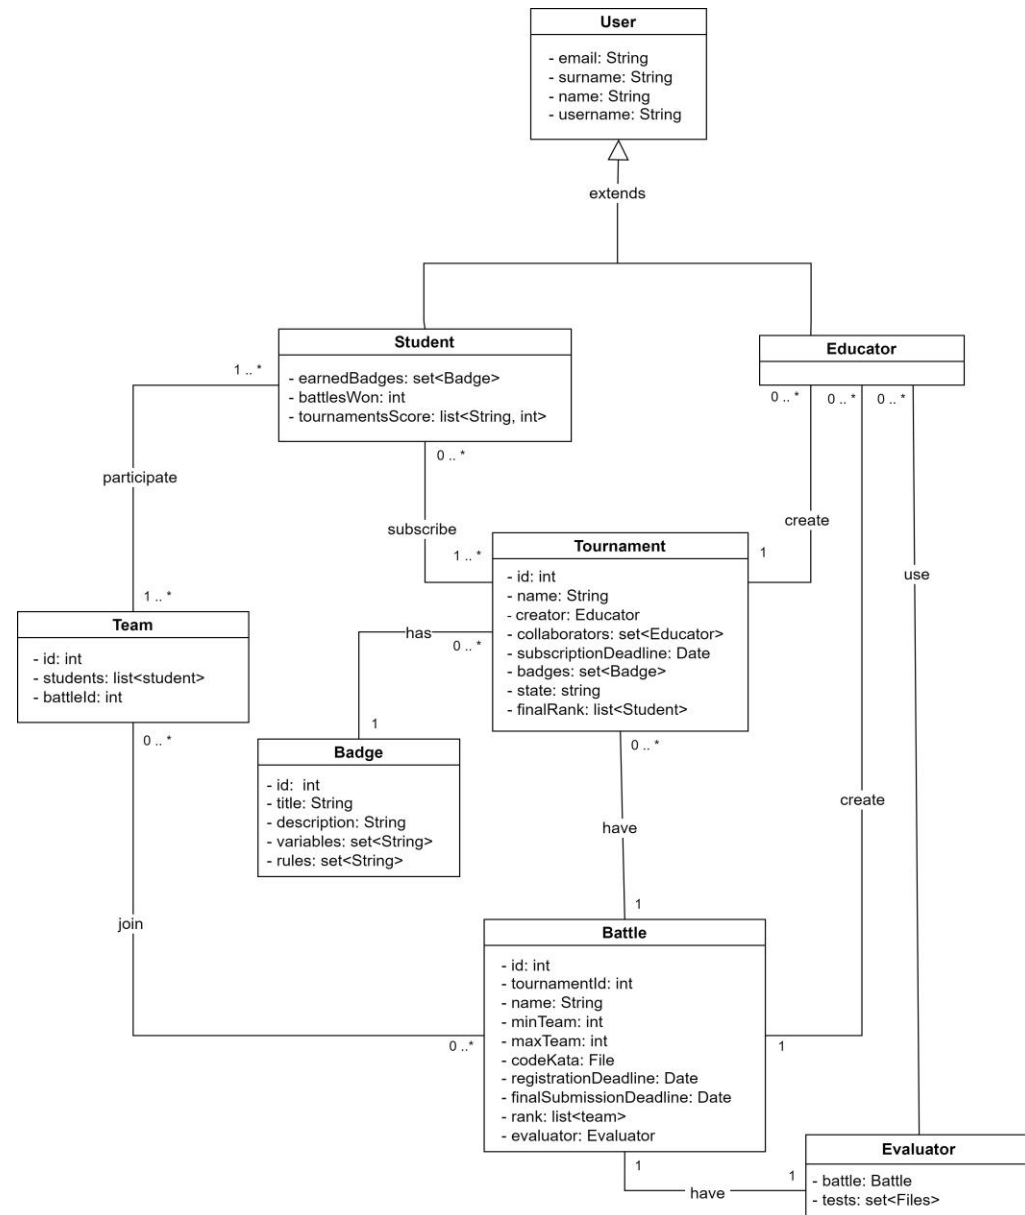 User
- email: String
- surname: String
- name: String
- username: String
extends
Student
- earnedBadges: set<Badge>
- battlesWon: int
- tournamentsScore: list<String, int>
Educator
1 .. *
0 .. *
0 .. *
0 .. *
0 .. *
participate
subscribe
create
use
1 .. *
1
Tournament
- id: int
- name: String
- creator: Educator
- collaborators: set<Educator>
- subscriptionDeadline: Date
- badges: set<Badge>
- state: string
- finalRank: list<Student>
1 .. *
Team
- id: int
- students: list<student>
- battleId: int
has
0 .. *
1
0 .. *
0 .. *
Badge
- id: int
- title: String
- description: String
- variables: set<String>
- rules: set<String>
have
create
1
join
Battle
- id: int
- tournamentId: int
- name: String
- minTeam: int
- maxTeam: int
- codeKata: File
- registrationDeadline: Date
- finalSubmissionDeadline: Date
- rank: list<team>
- evaluator: Evaluator
0 ..*
1
1
have
1
Evaluator
- battle: Battle
- tests: set<Files>